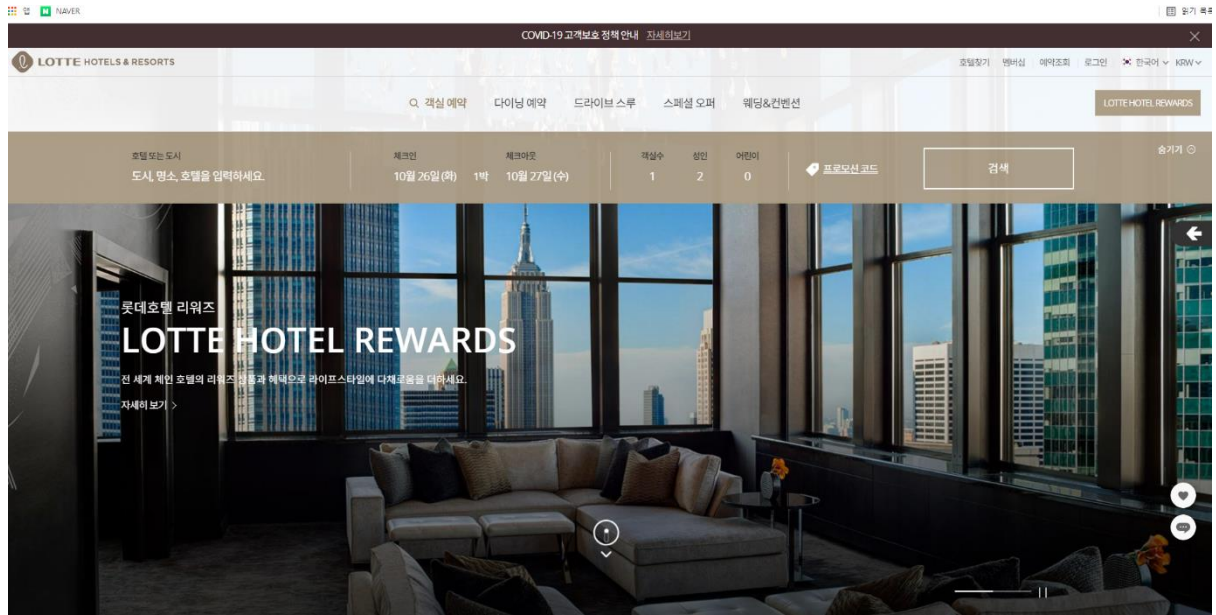 앱 NAVER 읽기 목록
COVID-19 고객보호 정책 안내 자세히보기
LOTTE HOTELS & RESORTS 호텔찾기 멤버십 예약조회 로그인 한국어 KRW
객실 예약 다이닝 예약 드라이브 스루 스페셜 오퍼 웨딩&컨벤션 LOTTE HOTEL REWARDS
호텔 또는 도시 체크인 체크아웃 객실수 성인 어린이 숨기기
도시, 명소, 호텔을 입력하세요. 10월 26일 (화) 1박 10월 27일 (수) 1 2 0 프로모션 코드 검색
롯데호텔 리워즈
LOTTE HOTEL REWARDS
전 세계 체인 호텔의 리워즈 상품과 혜택으로 라이프스타일에 다채로움을 더하세요.
자세히 보기 >